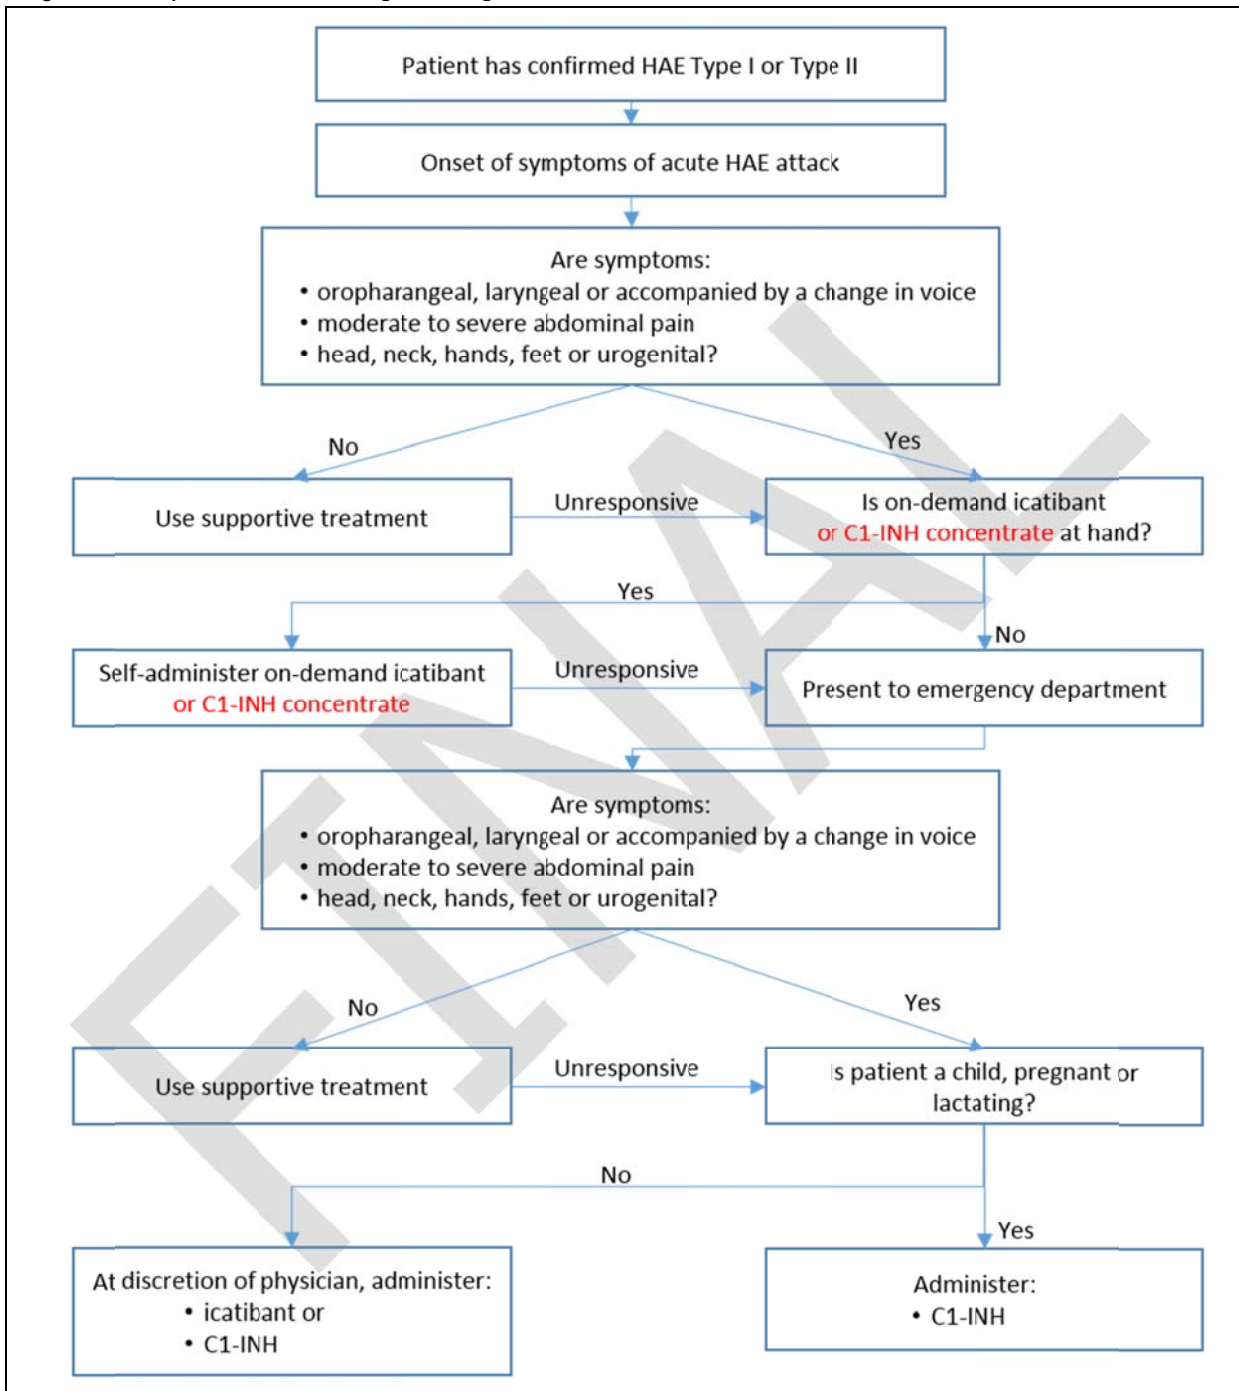 Patient has confirmed HAE Type I or Type II
Onset of symptoms of acute HAE attack
Are symptoms:
• oropharangeal, laryngeal or accompanied by a change in voice
• moderate to severe abdominal pain
• head, neck, hands, feet or urogenital?
No
Yes
Use supportive treatment
Unresponsive
Is on-demand icatibant
or C1-INH concentrate at hand?
Yes
No
Self-administer on-demand icatibant
or C1-INH concentrate
Unresponsive
Present to emergency department
Are symptoms:
• oropharangeal, laryngeal or accompanied by a change in voice
• moderate to severe abdominal pain
• head, neck, hands, feet or urogenital?
No
Yes
Use supportive treatment
Unresponsive
Is patient a child, pregnant or
lactating?
No
Yes
At discretion of physician, administer:
• icatibant or
• C1-INH
Administer:
• C1-INH
FINAL